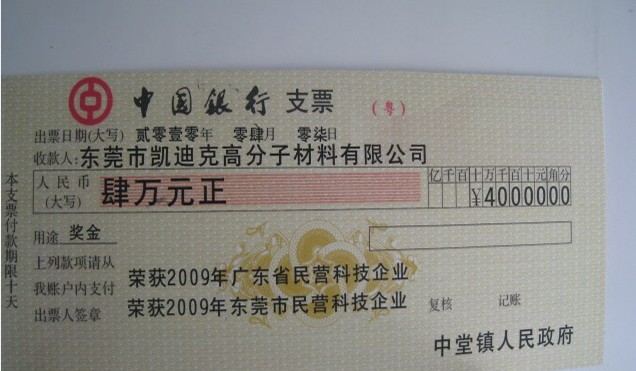 中国银行 支票 （粤）
出票日期(大写) 贰零壹零年 零肆月 零柒日
收款人:东莞市凯迪克高分子材料有限公司
人民币
(大写) 肆万元正
亿千百十万千百十元角分
¥4000000
用途 奖金
上列款项请从
我账户内支付
出票人签章
荣获2009年广东省民营科技企业
荣获2009年东莞市民营科技企业
复核 记账
中堂镇人民政府
本支票付款期限十天